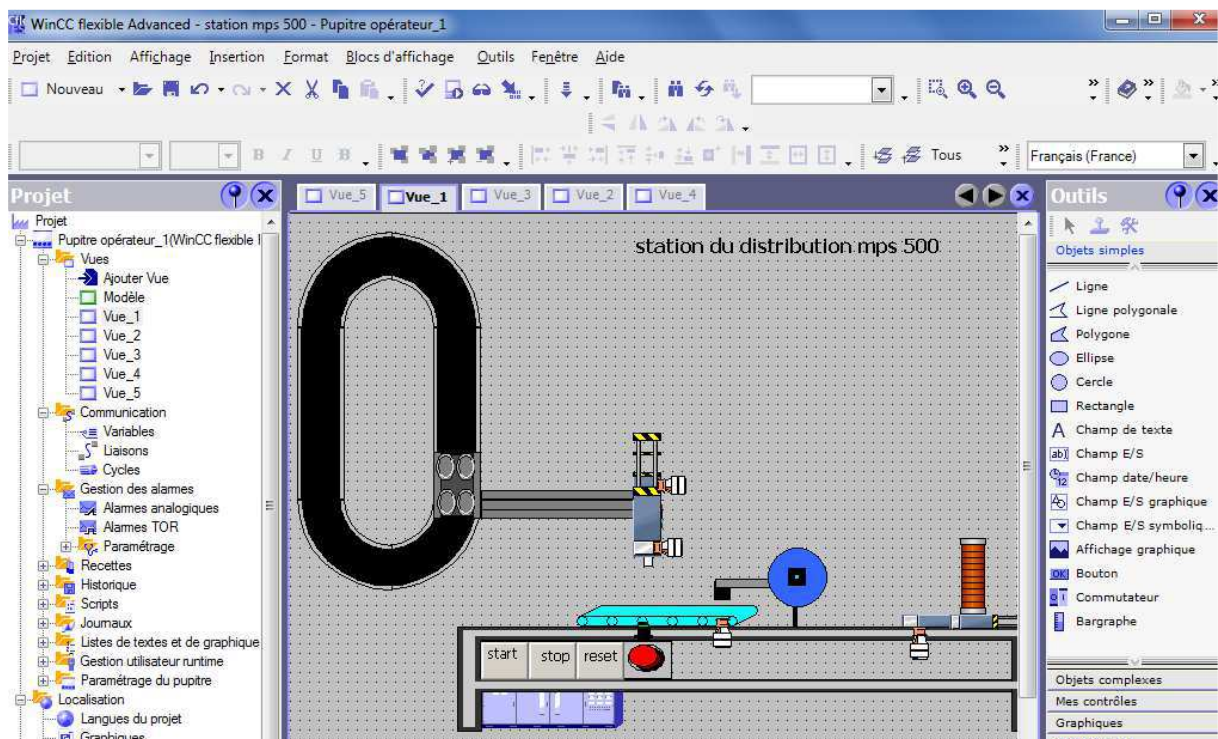 WinCC flexible Advanced - station mps 500 - Pupitre opérateur_1
Projet Edition Affichage Insertion Format Blocs d'affichage Outils Fenêtre Aide
Nouveau
B I U B Tous Français (France)
Projet
Projet
Pupitre opérateur_1(WinCC flexible
Vues
Ajouter Vue
Modèle
Vue_1
Vue_2
Vue_3
Vue_4
Vue_5
Communication
Variables
Liaisons
Cycles
Gestion des alarmes
Alarmes analogiques
Alarmes TOR
Paramétrage
Recettes
Historique
Scripts
Journaux
Listes de textes et de graphique
Gestion utilisateur runtime
Paramétrage du pupitre
Localisation
Langues du projet
Graphiques
Vue_5 Vue_1 Vue_3 Vue_2 Vue_4
station du distribution mps 500
start stop reset
Outils
Objets simples
Ligne
Ligne polygonale
Polygone
Ellipse
Cercle
Rectangle
A Champ de texte
ab Champ E/S
12 Champ date/heure
Champ E/S graphique
Champ E/S symboliq...
Affichage graphique
OK Bouton
Commutateur
Bargraphe
Objets complexes
Mes contrôles
Graphiques